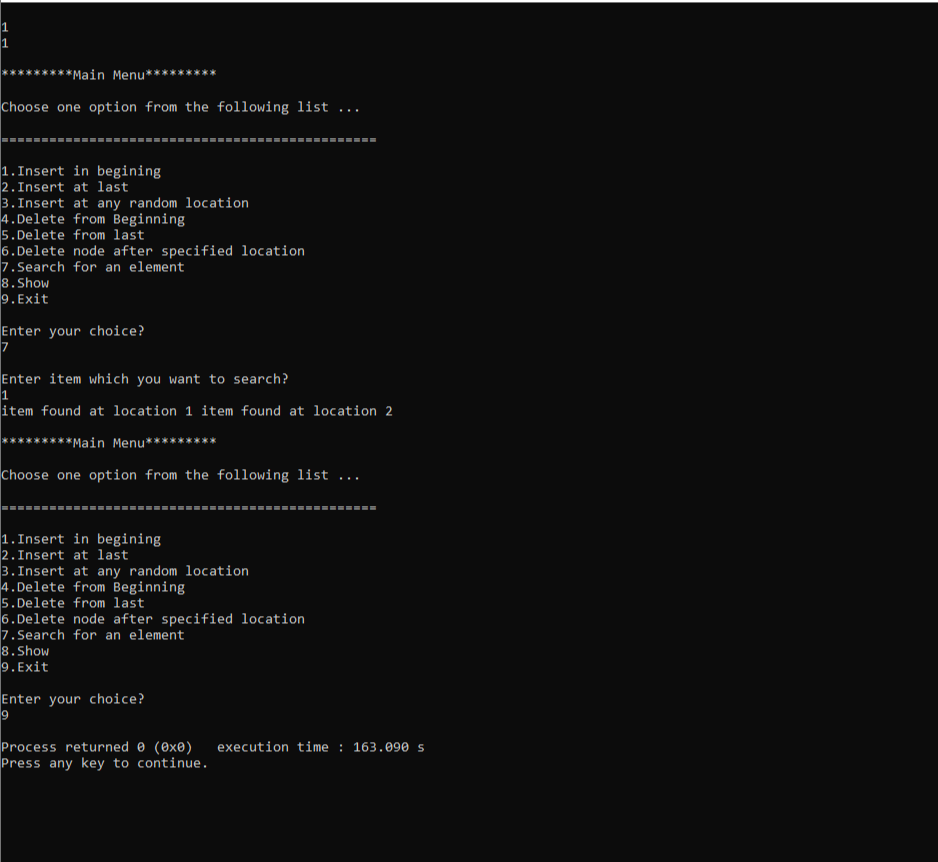 1
1
*********Main Menu*********
Choose one option from the following list ...
===============================================
1.Insert in begining
2.Insert at last
3.Insert at any random location
4.Delete from Beginning
5.Delete from last
6.Delete node after specified location
7.Search for an element
8.Show
9.Exit
Enter your choice?
7
Enter item which you want to search?
1
item found at location 1 item found at location 2
*********Main Menu*********
Choose one option from the following list ...
===============================================
1.Insert in begining
2.Insert at last
3.Insert at any random location
4.Delete from Beginning
5.Delete from last
6.Delete node after specified location
7.Search for an element
8.Show
9.Exit
Enter your choice?
9
Process returned 0 (0x0)   execution time : 163.090 s
Press any key to continue.